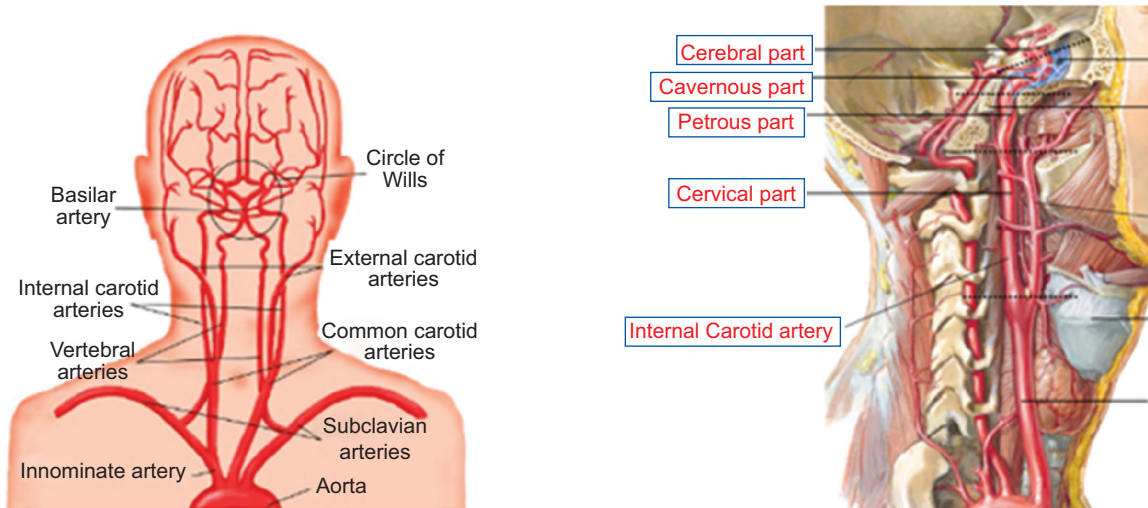 Circle of
Wills
Basilar
artery
External carotid
arteries
Internal carotid
arteries
Common carotid
arteries
Vertebral
arteries
Subclavian
arteries
Innominate artery
Aorta
Cerebral part
Cavernous part
Petrous part
Cervical part
Internal Carotid artery